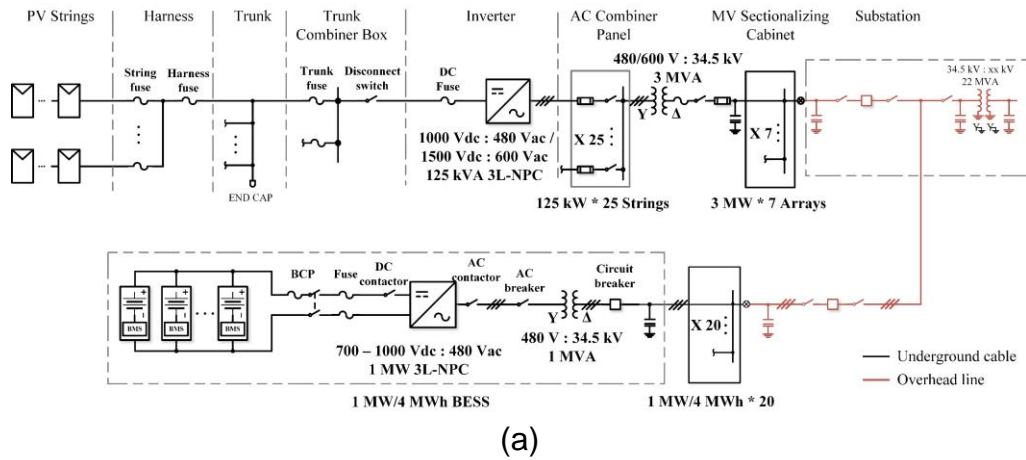 PV Strings
Harness
Trunk
Trunk
Combiner Box
Inverter
AC Combiner
Panel
MV Sectionalizing
Cabinet
Substation
String
fuse
Harness
fuse
Trunk
fuse
Disconnect
switch
DC
Fuse
480/600 V : 34.5 kV
3 MVA
34.5 kV : xx kV
22 MVA
Y
Δ
X 25
X 7
Y
Y
END CAP
1000 Vdc : 480 Vac /
1500 Vdc : 600 Vac
125 kVA 3L-NPC
125 kW * 25 Strings
3 MW * 7 Arrays
BCP
Fuse
DC
contactor
AC
contactor
AC
breaker
Circuit
breaker
+
+
+
-
-
-
BMS
BMS
BMS
Y
Δ
X 20
700 – 1000 Vdc : 480 Vac
1 MW 3L-NPC
480 V : 34.5 kV
1 MVA
1 MW/4 MWh BESS
1 MW/4 MWh * 20
Underground cable
Overhead line
(a)